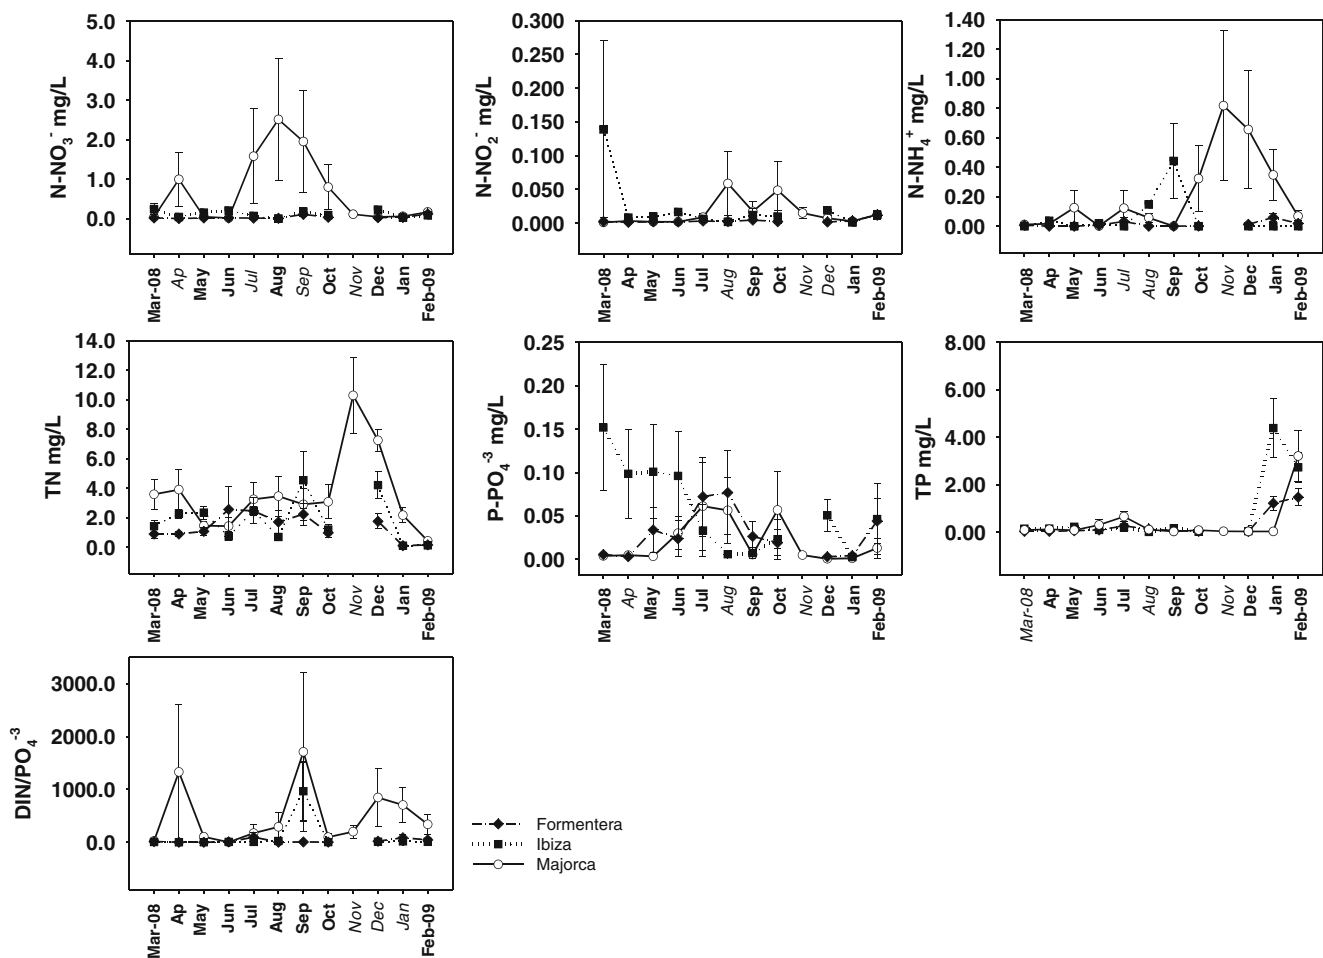 5.0
4.0
3.0
2.0
1.0
0.0
N-NO₃⁻ mg/L
Mar-08
Ap
May
Jun
Jul
Aug
Sep
Oct
Nov
Dec
Jan
Feb-09
0.300
0.250
0.200
0.150
0.100
0.050
0.000
N-NO₂⁻ mg/L
Mar-08
Ap
May
Jun
Jul
Aug
Sep
Oct
Nov
Dec
Jan
Feb-09
1.40
1.20
1.00
0.80
0.60
0.40
0.20
0.00
N-NH₄⁺ mg/L
Mar-08
Ap
May
Jun
Jul
Aug
Sep
Oct
Nov
Dec
Jan
Feb-09
14.0
12.0
10.0
8.0
6.0
4.0
2.0
0.0
TN mg/L
Mar-08
Ap
May
Jun
Jul
Aug
Sep
Oct
Nov
Dec
Jan
Feb-09
0.25
0.20
0.15
0.10
0.05
0.00
P-PO₄⁻³ mg/L
Mar-08
Ap
May
Jun
Jul
Aug
Sep
Oct
Nov
Dec
Jan
Feb-09
8.00
6.00
4.00
2.00
0.00
TP mg/L
Mar-08
Ap
May
Jun
Jul
Aug
Sep
Oct
Nov
Dec
Jan
Feb-09
3000.0
2000.0
1000.0
0.0
DIN/PO₄⁻³
Mar-08
Ap
May
Jun
Jul
Aug
Sep
Oct
Nov
Dec
Jan
Feb-09
Formentera
Ibiza
Majorca